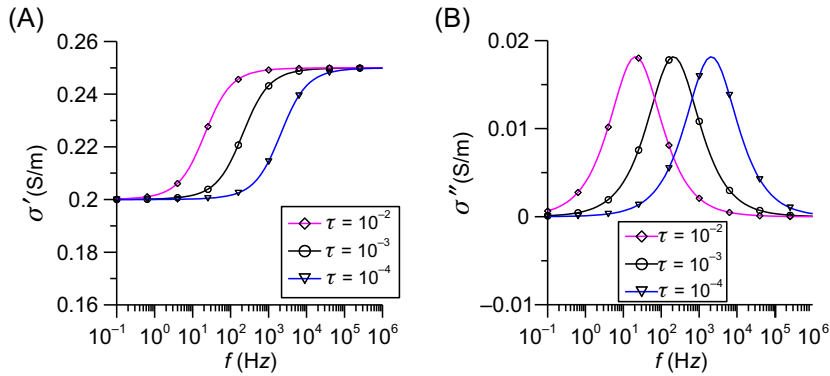 (A)
0.26
0.24
0.22
0.2
0.18
0.16
σ′(S/m)
10⁻¹ 10⁰ 10¹ 10² 10³ 10⁴ 10⁵ 10⁶
f (Hz)
τ = 10⁻²
τ = 10⁻³
τ = 10⁻⁴
(B)
0.02
0.01
0
−0.01
σ″ (S/m)
10⁻¹ 10⁰ 10¹ 10² 10³ 10⁴ 10⁵ 10⁶
f (Hz)
τ = 10⁻²
τ = 10⁻³
τ = 10⁻⁴